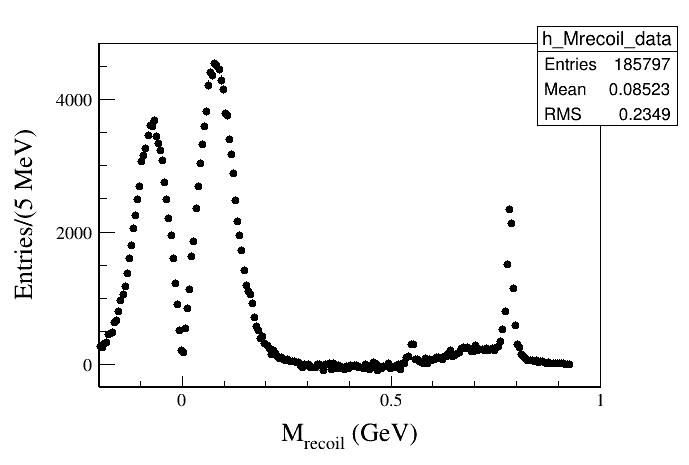 h_Mrecoil_data
Entries 185797
Mean 0.08523
RMS 0.2349
Entries/(5 MeV)
4000
2000
0
0 0.5 1
M_recoil (GeV)